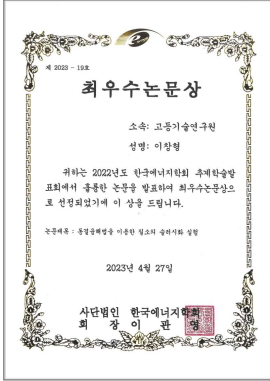 제 2023 - 19호
최우수논문상
소속: 고등기술연구원
성명: 이창형
귀하는 2022년도 한국에너지학회 추계학술발
표회에서 훌륭한 논문을 발표하여 최우수논문상으
로 선정되었기에 이 상을 드립니다.
논문제목 : 동결융해법을 이용한 질소의 슬러시화 실험
2023년 4월 27일
사단법인 한국에너지학회
회 장 이 관 영